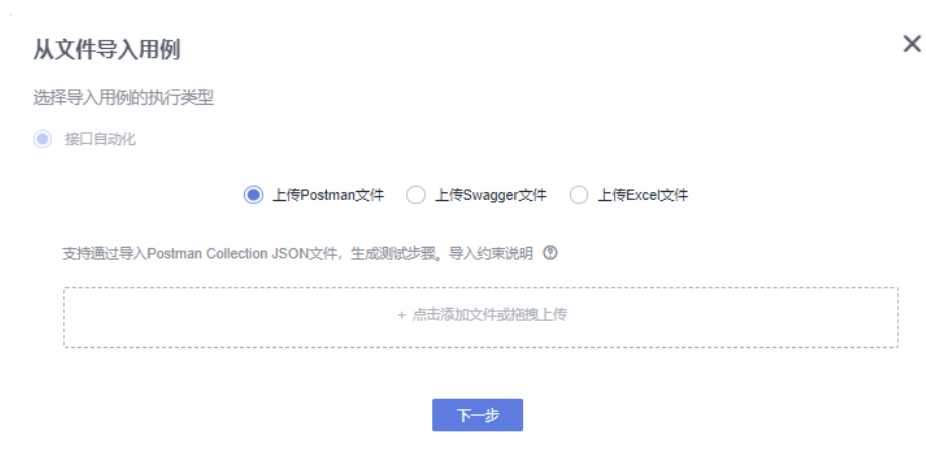 从文件导入用例
选择导入用例的执行类型
接口自动化
上传Postman文件 上传Swagger文件 上传Excel文件
支持通过导入Postman Collection JSON文件，生成测试步骤。导入约束说明
+ 点击添加文件或拖拽上传
下一步